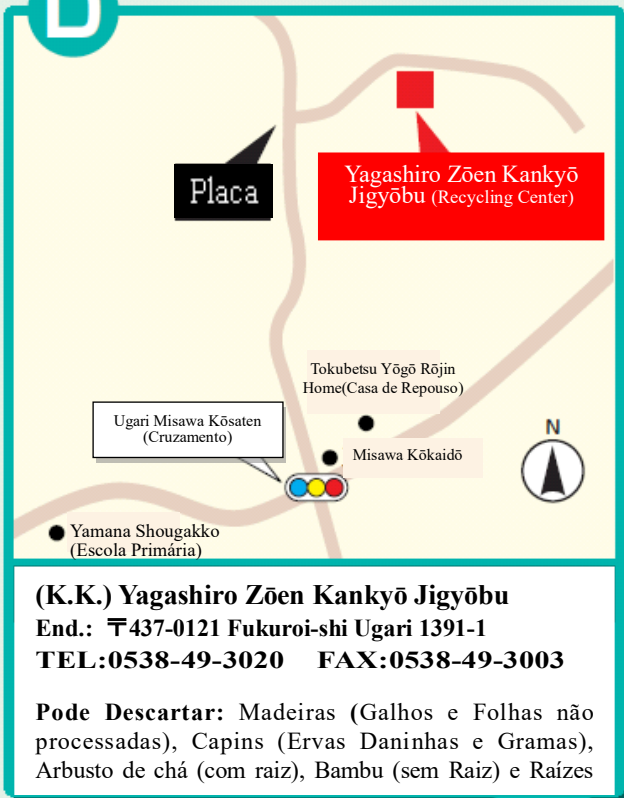 D
Placa
Yagashiro Zōen Kankyō
Jigyōbu (Recycling Center)
Tokubetsu Yōgō Rōjin
Home(Casa de Repouso)
Ugari Misawa Kōsaten
(Cruzamento)
N
Misawa Kōkaidō
Yamana Shougakko
(Escola Primária)
(K.K.) Yagashiro Zōen Kankyō Jigyōbu
End.: 〒437-0121 Fukuroi-shi Ugari 1391-1
TEL:0538-49-3020 FAX:0538-49-3003
Pode Descartar: Madeiras (Galhos e Folhas não
processadas), Capins (Ervas Daninhas e Gramas),
Arbusto de chá (com raiz), Bambu (sem Raiz) e Raízes